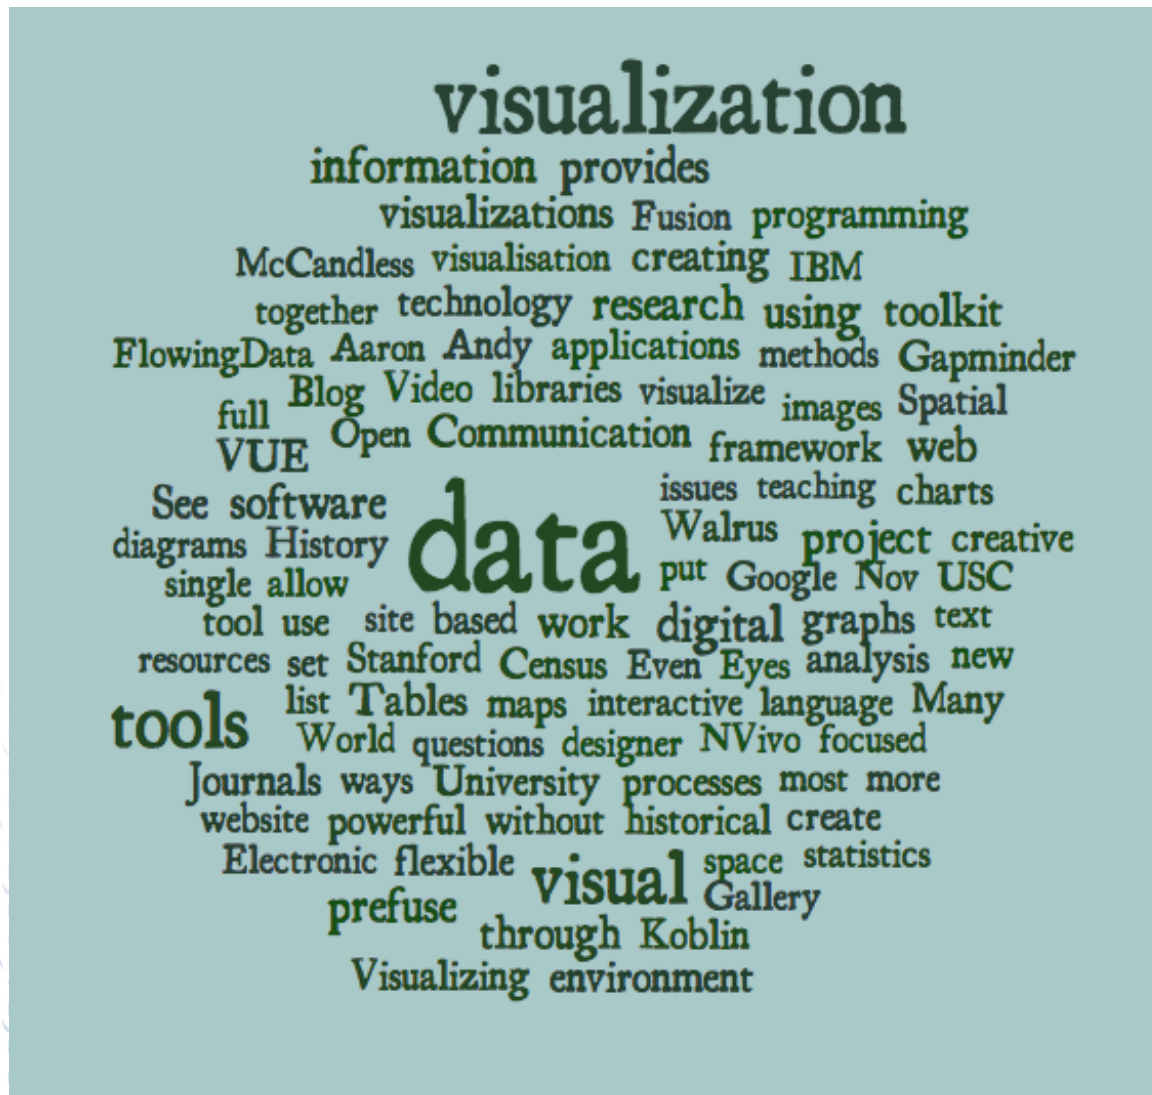 visualization
information provides
visualizations Fusion programming
McCandless visualisation creating IBM
together technology research using toolkit
FlowingData Aaron Andy applications methods Gapminder
Blog Video libraries visualize images Spatial
full Open Communication framework web
VUE
See software data issues teaching charts
Walrus project creative
diagrams History put Google Nov USC
single allow
tool use site based work digital graphs text
resources set Stanford Census Even Eyes analysis new
tools list Tables maps interactive language Many
World questions designer NVivo focused
Journals ways University processes most more
website powerful without historical create
Electronic flexible visual space statistics
prefuse Gallery
through Koblin
Visualizing environment